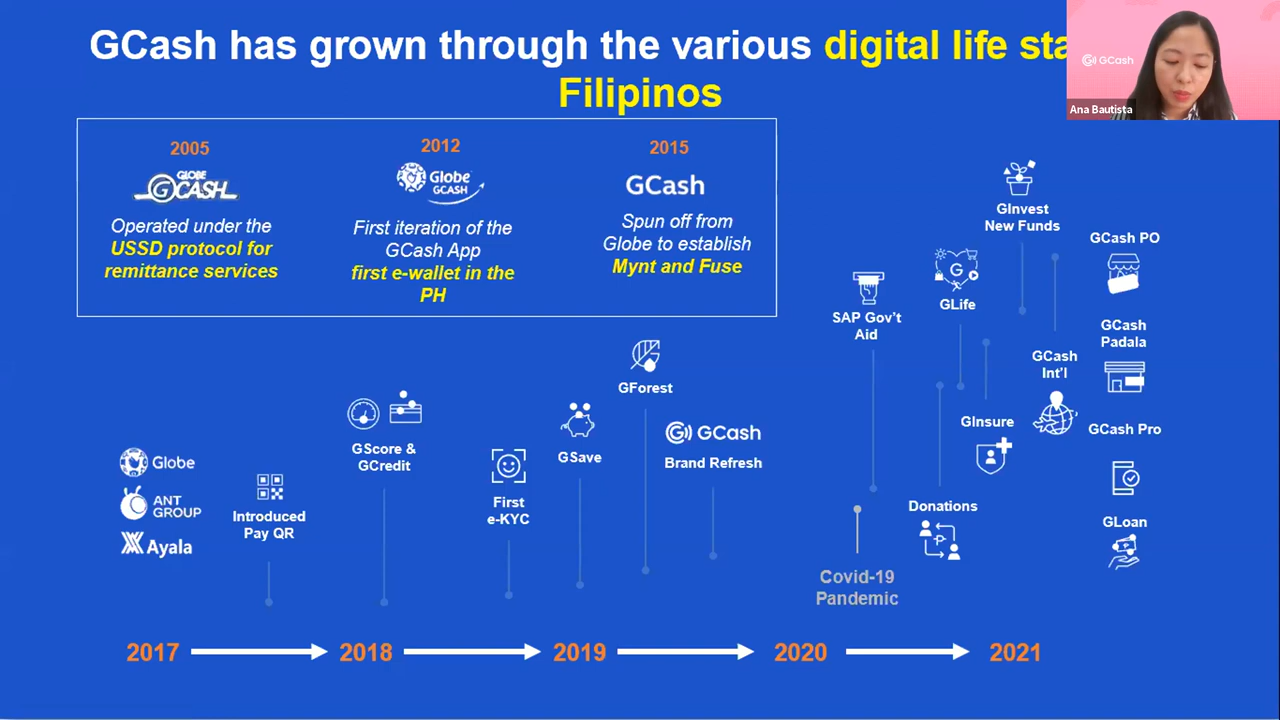 GCash has grown through the various digital life sta
Filipinos
GCash
Ana Bautista
2005
GLOBE
GCASH
Operated under the
USSD protocol for
remittance services
2012
Globe
GCASH
First iteration of the
GCash App
first e-wallet in the
PH
2015
GCash
Spun off from
Globe to establish
Mynt and Fuse
Globe
ANT
GROUP
Ayala
Introduced
Pay QR
GScore &
GCredit
First
e-KYC
GSave
GForest
GCash
Brand Refresh
SAP Gov't
Aid
Covid-19
Pandemic
GLife
Donations
GInsure
GInvest
New Funds
GCash
Int'l
GCash PO
GCash
Padala
GCash Pro
GLoan
2017
2018
2019
2020
2021